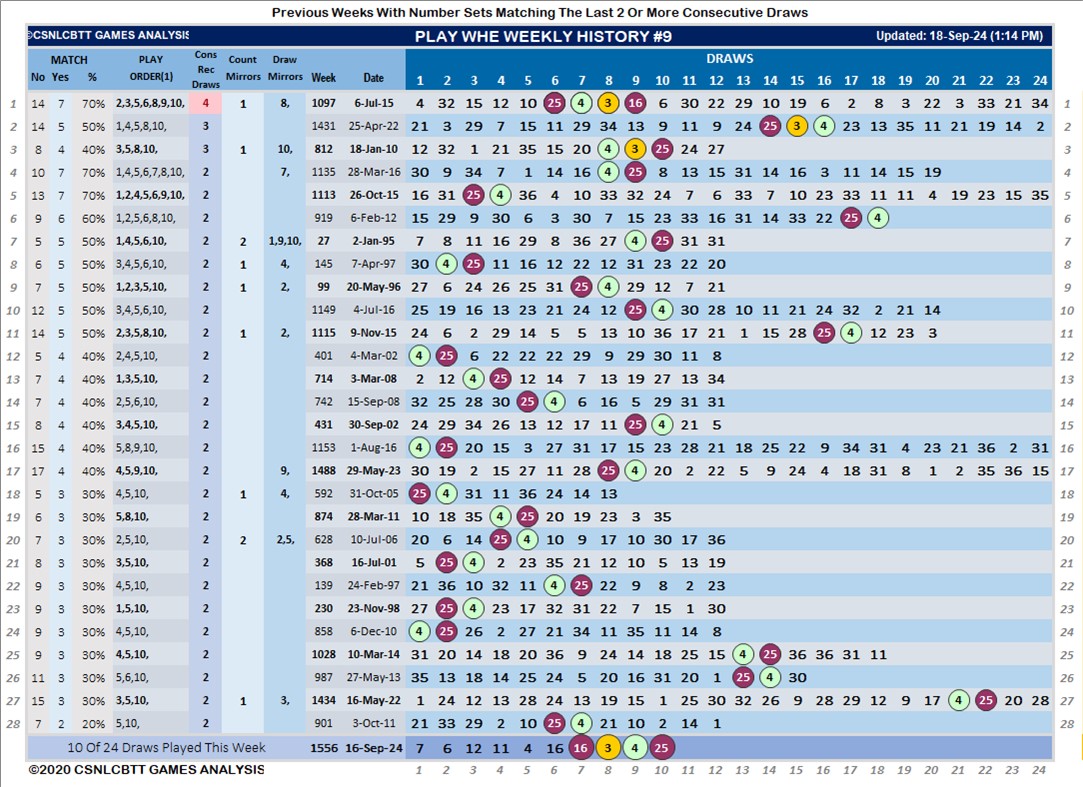 Previous Weeks With Number Sets Matching The Last 2 Or More Consecutive Draws
©CSNLCBTT GAMES ANALYSIS PLAY WHE WEEKLY HISTORY #9 Updated: 18-Sep-24 (1:14 PM)
MATCH PLAY Cons Rec Draws Count Mirrors Draw Mirrors DRAWS
No Yes % ORDER(1) Week Date 1 2 3 4 5 6 7 8 9 10 11 12 13 14 15 16 17 18 19 20 21 22 23 24
1 14 7 70% 2,3,5,6,8,9,10, 4 1 8, 1097 6-Jul-15 4 32 15 12 10 25 4 3 16 6 30 22 29 10 19 6 2 8 3 22 3 33 21 34 1
2 14 5 50% 1,4,5,8,10, 3 1431 25-Apr-22 21 3 29 7 15 11 29 34 13 9 11 9 24 25 3 4 23 13 35 11 21 19 14 2 2
3 8 4 40% 3,5,8,10, 3 1 10, 812 18-Jan-10 12 32 1 21 35 15 20 4 3 25 24 27 3
4 10 7 70% 1,4,5,6,7,8,10, 2 7, 1135 28-Mar-16 30 9 34 7 1 14 16 4 25 8 13 15 31 14 16 3 11 14 15 19 4
5 13 7 70% 1,2,4,5,6,9,10, 2 1113 26-Oct-15 16 31 25 4 36 4 10 33 32 24 7 6 33 7 10 23 33 11 11 4 19 23 15 35 5
6 9 6 60% 1,2,5,6,8,10, 2 919 6-Feb-12 15 29 9 30 6 3 30 7 15 23 33 16 31 14 33 22 25 4 6
7 5 5 50% 1,4,5,6,10, 2 2 1,9,10, 27 2-Jan-95 7 8 11 16 29 8 36 27 4 25 31 31 7
8 6 5 50% 3,4,5,6,10, 2 1 4, 145 7-Apr-97 30 4 25 11 16 12 22 12 31 23 22 20 8
9 7 5 50% 1,2,3,5,10, 2 1 2, 99 20-May-96 27 6 24 26 25 31 25 4 29 12 7 21 9
10 12 5 50% 3,4,5,6,10, 2 1149 4-Jul-16 25 19 16 13 23 21 24 12 25 4 30 28 10 11 21 24 32 2 21 14 10
11 14 5 50% 2,3,5,8,10, 2 1 2, 1115 9-Nov-15 24 6 2 29 14 5 5 13 10 36 17 21 1 15 28 25 4 12 23 3 11
12 5 4 40% 2,4,5,10, 2 401 4-Mar-02 4 25 6 22 22 22 29 9 29 30 11 8 12
13 7 4 40% 1,3,5,10, 2 714 3-Mar-08 2 12 4 25 12 14 7 13 19 27 13 34 13
14 7 4 40% 2,5,6,10, 2 742 15-Sep-08 32 25 28 30 25 4 6 16 5 29 31 31 14
15 8 4 40% 3,4,5,10, 2 431 30-Sep-02 24 29 34 26 13 12 17 11 25 4 21 5 15
16 15 4 40% 5,8,9,10, 2 1153 1-Aug-16 4 25 20 15 3 27 31 17 15 23 28 21 18 25 22 9 34 31 4 23 21 36 2 31 16
17 17 4 40% 4,5,9,10, 2 9, 1488 29-May-23 30 19 2 15 27 11 28 25 4 20 2 22 5 9 24 4 18 31 8 1 2 35 36 15 17
18 5 3 30% 4,5,10, 2 1 4, 592 31-Oct-05 25 4 31 11 36 24 14 13 18
19 6 3 30% 5,8,10, 2 874 28-Mar-11 10 18 35 4 25 20 19 23 3 35 19
20 7 3 30% 2,5,10, 2 2 2,5, 628 10-Jul-06 20 6 14 25 4 10 9 17 10 30 17 36 20
21 8 3 30% 3,5,10, 2 368 16-Jul-01 5 25 4 2 23 35 21 12 10 5 13 19 21
22 8 3 30% 4,5,10, 2 139 24-Feb-97 21 36 10 32 11 4 25 22 9 8 2 23 22
23 9 3 30% 1,5,10, 2 230 23-Nov-98 27 25 4 23 17 32 31 22 7 15 1 30 23
24 9 3 30% 4,5,10, 2 858 6-Dec-10 4 25 26 2 27 21 34 11 35 11 14 8 24
25 9 3 30% 4,5,10, 2 1028 10-Mar-14 31 20 14 18 20 36 9 24 14 18 25 15 4 25 36 36 31 11 25
26 11 3 30% 5,6,10, 2 987 27-May-13 35 13 18 14 25 24 5 20 16 31 20 1 25 4 30 26
27 15 3 30% 3,5,10, 2 1 3, 1434 16-May-22 1 24 12 13 28 24 13 19 15 1 25 30 32 26 9 28 29 12 9 17 4 25 20 28 27
28 7 2 20% 5,10, 2 901 3-Oct-11 21 33 29 2 10 25 4 21 10 2 14 1 28
10 Of 24 Draws Played This Week 1556 16-Sep-24 7 6 12 11 4 16 16 3 4 25
©2020 CSNLCBTT GAMES ANALYSIS 1 2 3 4 5 6 7 8 9 10 11 12 13 14 15 16 17 18 19 20 21 22 23 24